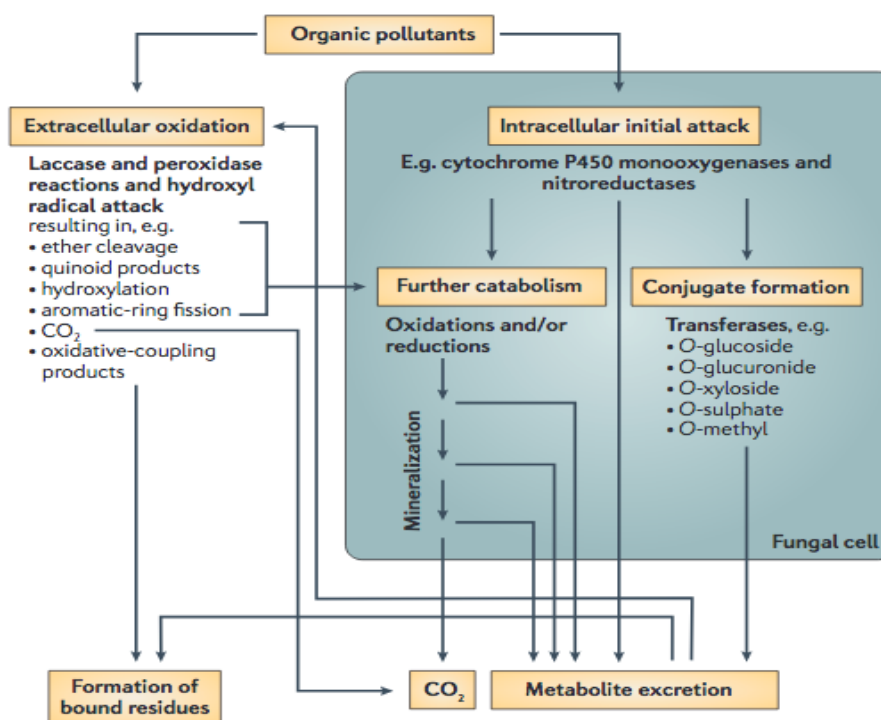 Organic pollutants
Extracellular oxidation
Laccase and peroxidase
reactions and hydroxyl
radical attack
resulting in, e.g.
• ether cleavage
• quinoid products
• hydroxylation
• aromatic-ring fission
• CO₂
• oxidative-coupling
products
Intracellular initial attack
E.g. cytochrome P450 monooxygenases and
nitroreductases
Further catabolism
Oxidations and/or
reductions
Mineralization
Conjugate formation
Transferases, e.g.
• O-glucoside
• O-glucuronide
• O-xyloside
• O-sulphate
• O-methyl
Fungal cell
Formation of
bound residues
CO₂
Metabolite excretion